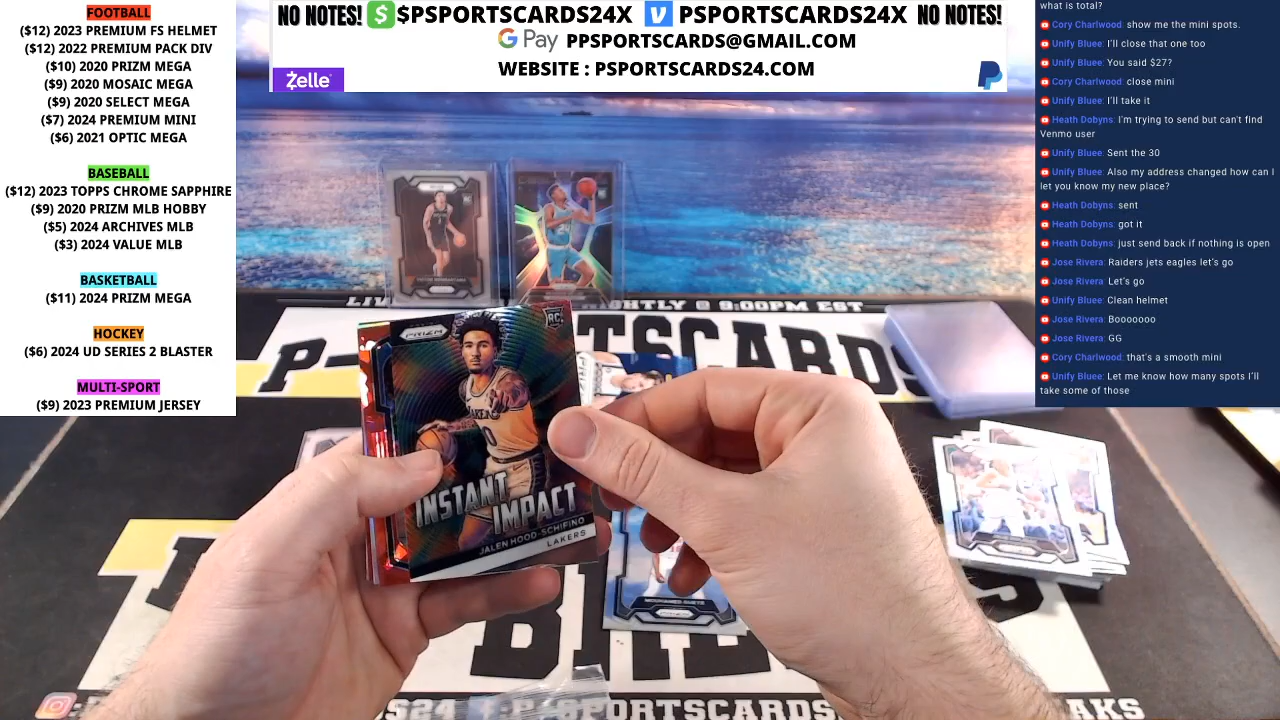 FOOTBALL
($12) 2023 PREMIUM FS HELMET
($12) 2022 PREMIUM PACK DIV
($10) 2020 PRIZM MEGA
($9) 2020 MOSAIC MEGA
($9) 2020 SELECT MEGA
($7) 2024 PREMIUM MINI
($6) 2021 OPTIC MEGA
BASEBALL
($12) 2023 TOPPS CHROME SAPPHIRE
($9) 2020 PRIZM MLB HOBBY
($5) 2024 ARCHIVES MLB
($3) 2024 VALUE MLB
BASKETBALL
($11) 2024 PRIZM MEGA
HOCKEY
($6) 2024 UD SERIES 2 BLASTER
MULTI-SPORT
($9) 2023 PREMIUM JERSEY
NO NOTES! $ $PSPORTSCARDS24X V PSPORTSCARDS24X NO NOTES!
G Pay PPSPORTSCARDS@GMAIL.COM
Zelle WEBSITE : PSPORTSCARDS24.COM
what is total?
Cory Charlwood: show me the mini spots.
Unify Bluee: I'll close that one too
Unify Bluee: You said $27?
Cory Charlwood: close mini
Unify Bluee: I'll take it
Heath Dobyns: I'm trying to send but can't find
Venmo user
Unify Bluee: Sent the 30
Unify Bluee: Also my address changed how can I
let you know my new place?
Heath Dobyns: sent
Heath Dobyns: got it
Heath Dobyns: just send back if nothing is open
Jose Rivera: Raiders jets eagles let's go
Jose Rivera: Let's go
Unify Bluee: Clean helmet
Jose Rivera: Booooooo
Jose Rivera: GG
Cory Charlwood: that's a smooth mini
Unify Bluee: Let me know how many spots I'll
take some of those
@ 9:00PM EST
PRIZM
RC
INSTANT
IMPACT
JALEN HOOD-SCHIFINO
LAKERS
PRIZM